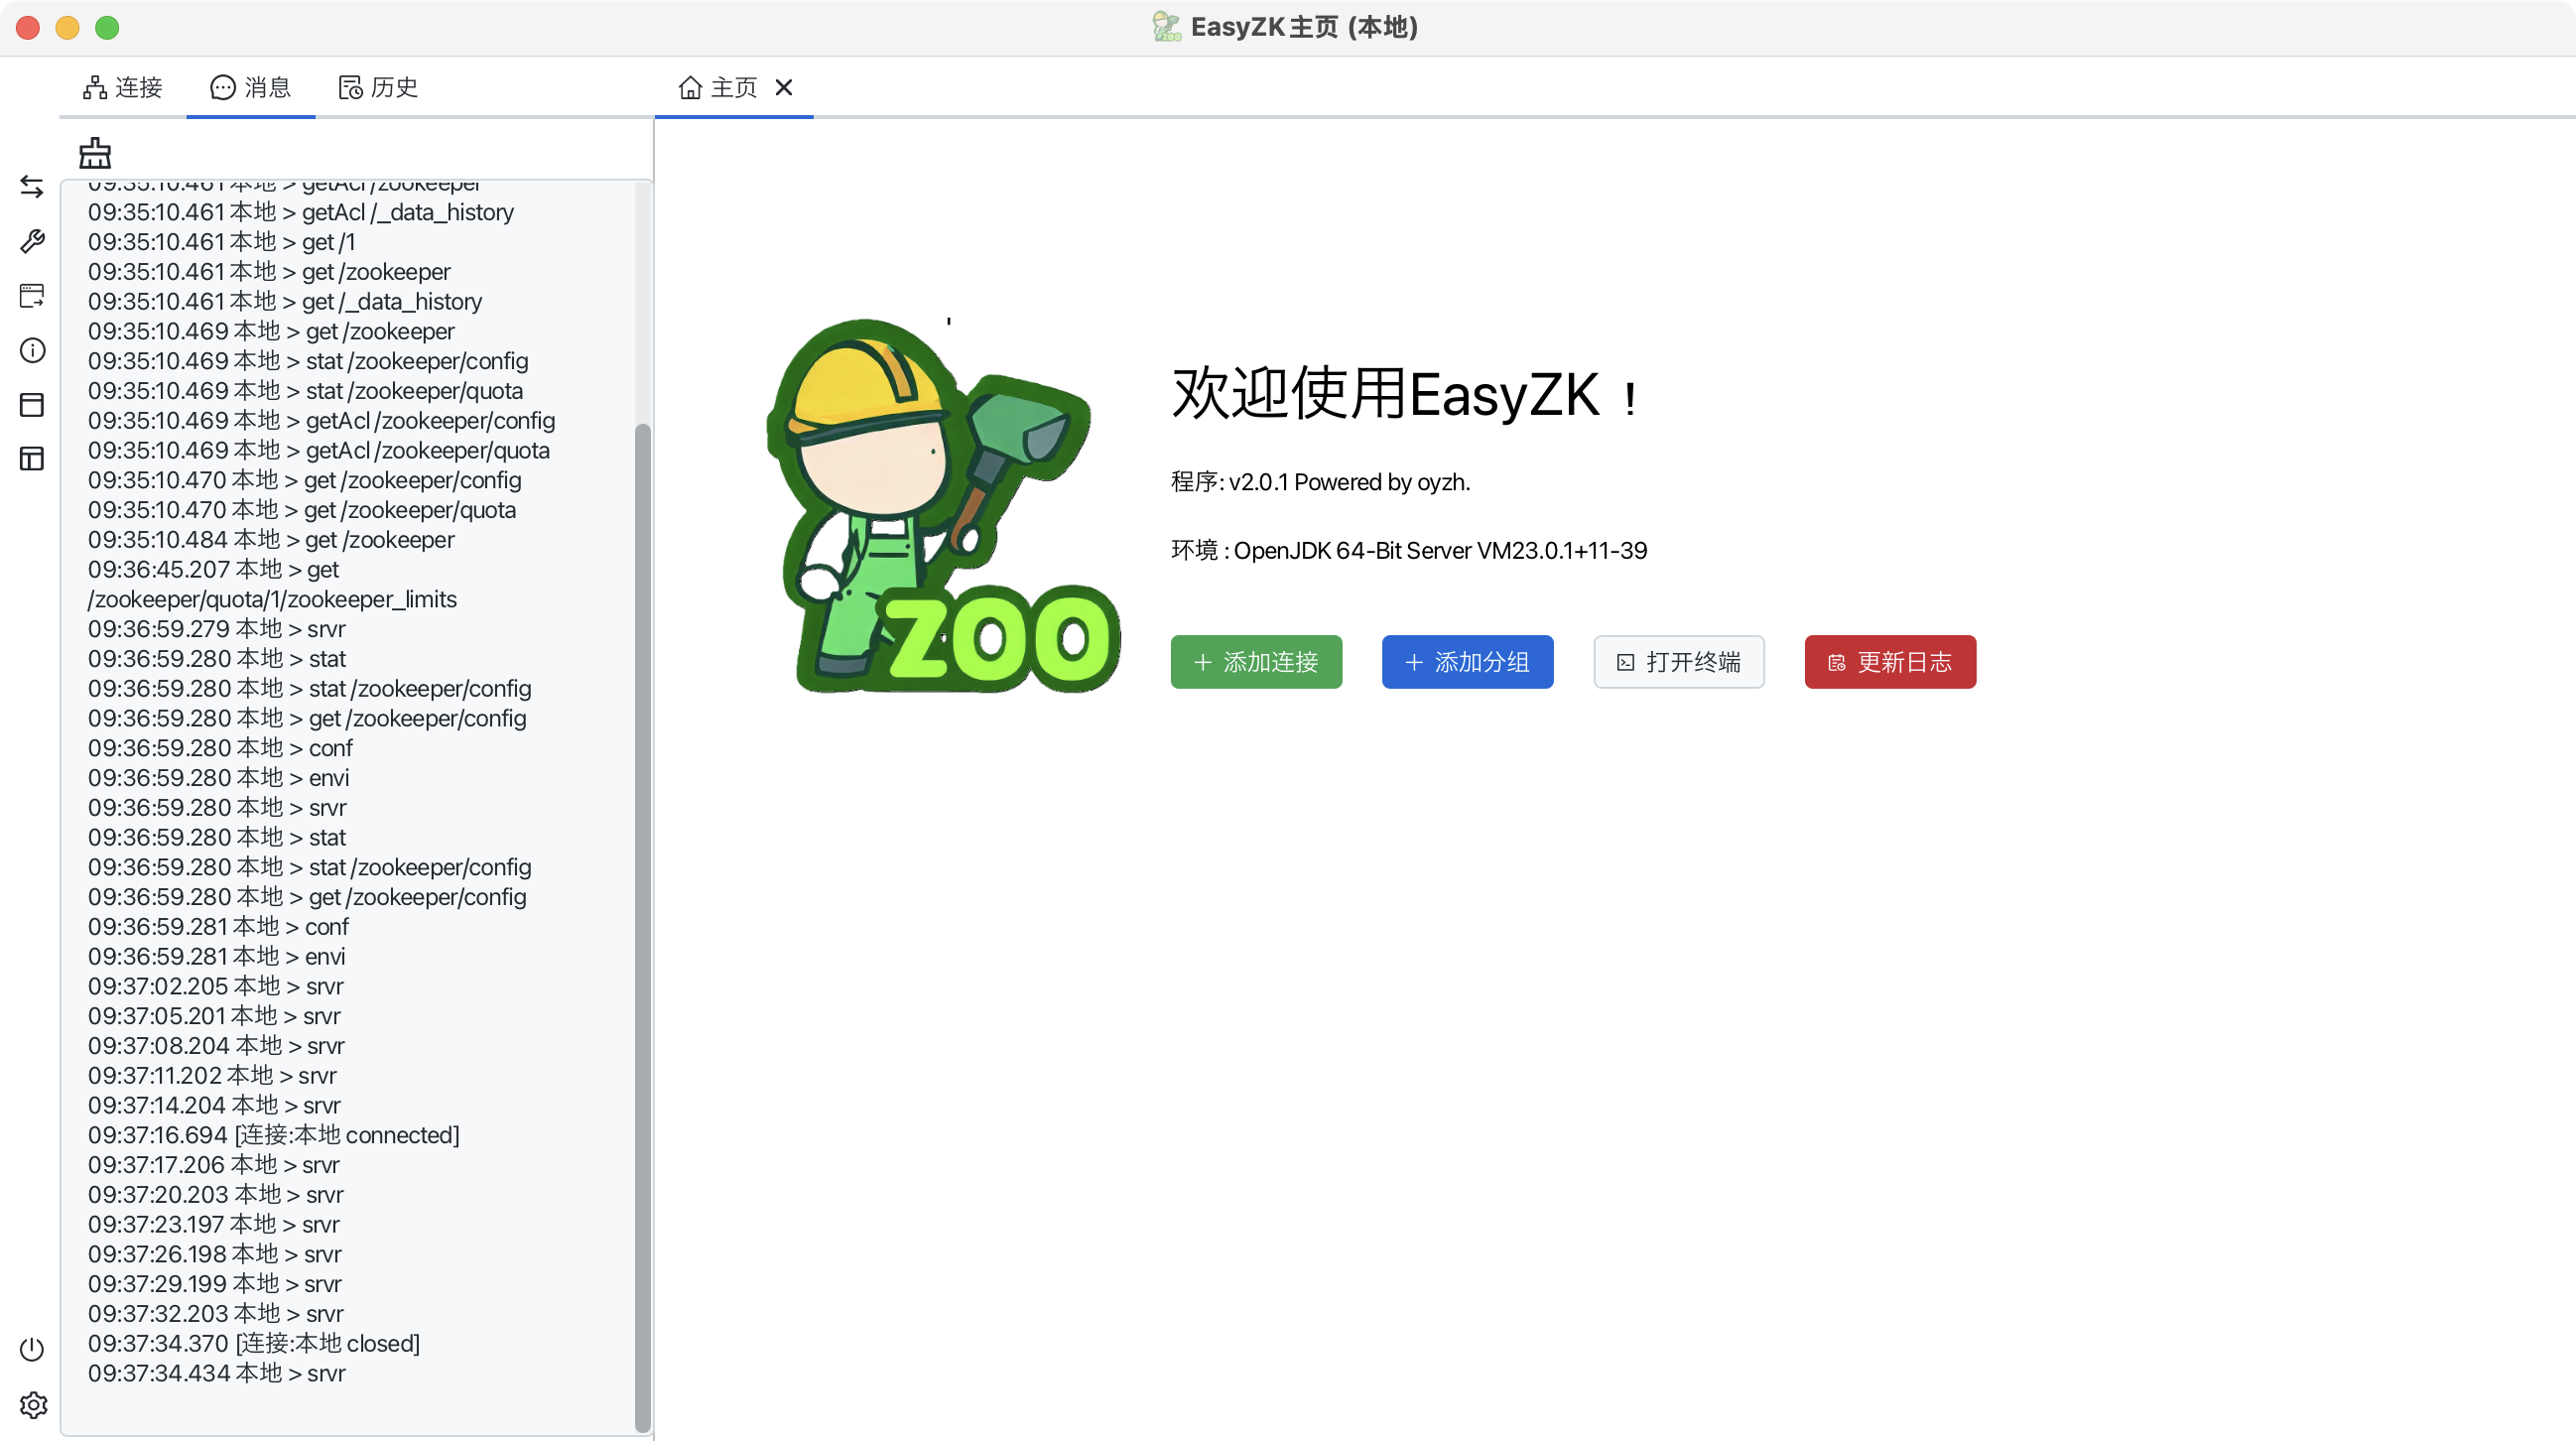 EasyZK主页 (本地)
连接 消息 历史 主页
09:35:10.461 本地 > getAcl /zookeeper
09:35:10.461 本地 > getAcl /_data_history
09:35:10.461 本地 > get /1
09:35:10.461 本地 > get /zookeeper
09:35:10.461 本地 > get /_data_history
09:35:10.469 本地 > get /zookeeper
09:35:10.469 本地 > stat /zookeeper/config
09:35:10.469 本地 > stat /zookeeper/quota
09:35:10.469 本地 > getAcl /zookeeper/config
09:35:10.469 本地 > getAcl /zookeeper/quota
09:35:10.470 本地 > get /zookeeper/config
09:35:10.470 本地 > get /zookeeper/quota
09:35:10.484 本地 > get /zookeeper
09:36:45.207 本地 > get
/zookeeper/quota/1/zookeeper_limits
09:36:59.279 本地 > srvr
09:36:59.280 本地 > stat
09:36:59.280 本地 > stat /zookeeper/config
09:36:59.280 本地 > get /zookeeper/config
09:36:59.280 本地 > conf
09:36:59.280 本地 > envi
09:36:59.280 本地 > srvr
09:36:59.280 本地 > stat
09:36:59.280 本地 > stat /zookeeper/config
09:36:59.280 本地 > get /zookeeper/config
09:36:59.281 本地 > conf
09:36:59.281 本地 > envi
09:37:02.205 本地 > srvr
09:37:05.201 本地 > srvr
09:37:08.204 本地 > srvr
09:37:11.202 本地 > srvr
09:37:14.204 本地 > srvr
09:37:16.694 [连接:本地 connected]
09:37:17.206 本地 > srvr
09:37:20.203 本地 > srvr
09:37:23.197 本地 > srvr
09:37:26.198 本地 > srvr
09:37:29.199 本地 > srvr
09:37:32.203 本地 > srvr
09:37:34.370 [连接:本地 closed]
09:37:34.434 本地 > srvr
ZOO
欢迎使用EasyZK！
程序: v2.0.1 Powered by oyzh.
环境 : OpenJDK 64-Bit Server VM23.0.1+11-39
添加连接 添加分组 打开终端 更新日志